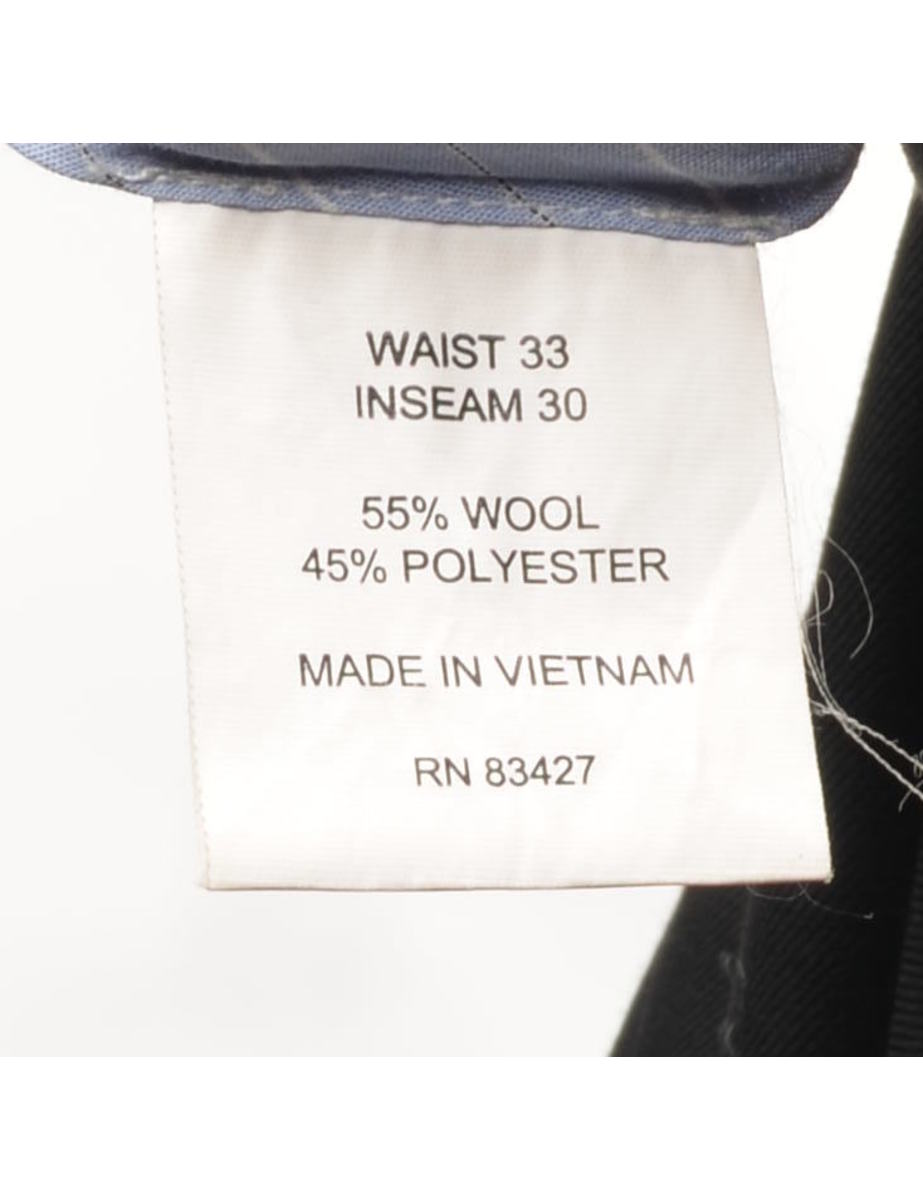 WAIST 33
INSEAM 30
55% WOOL
45% POLYESTER
MADE IN VIETNAM
RN 83427